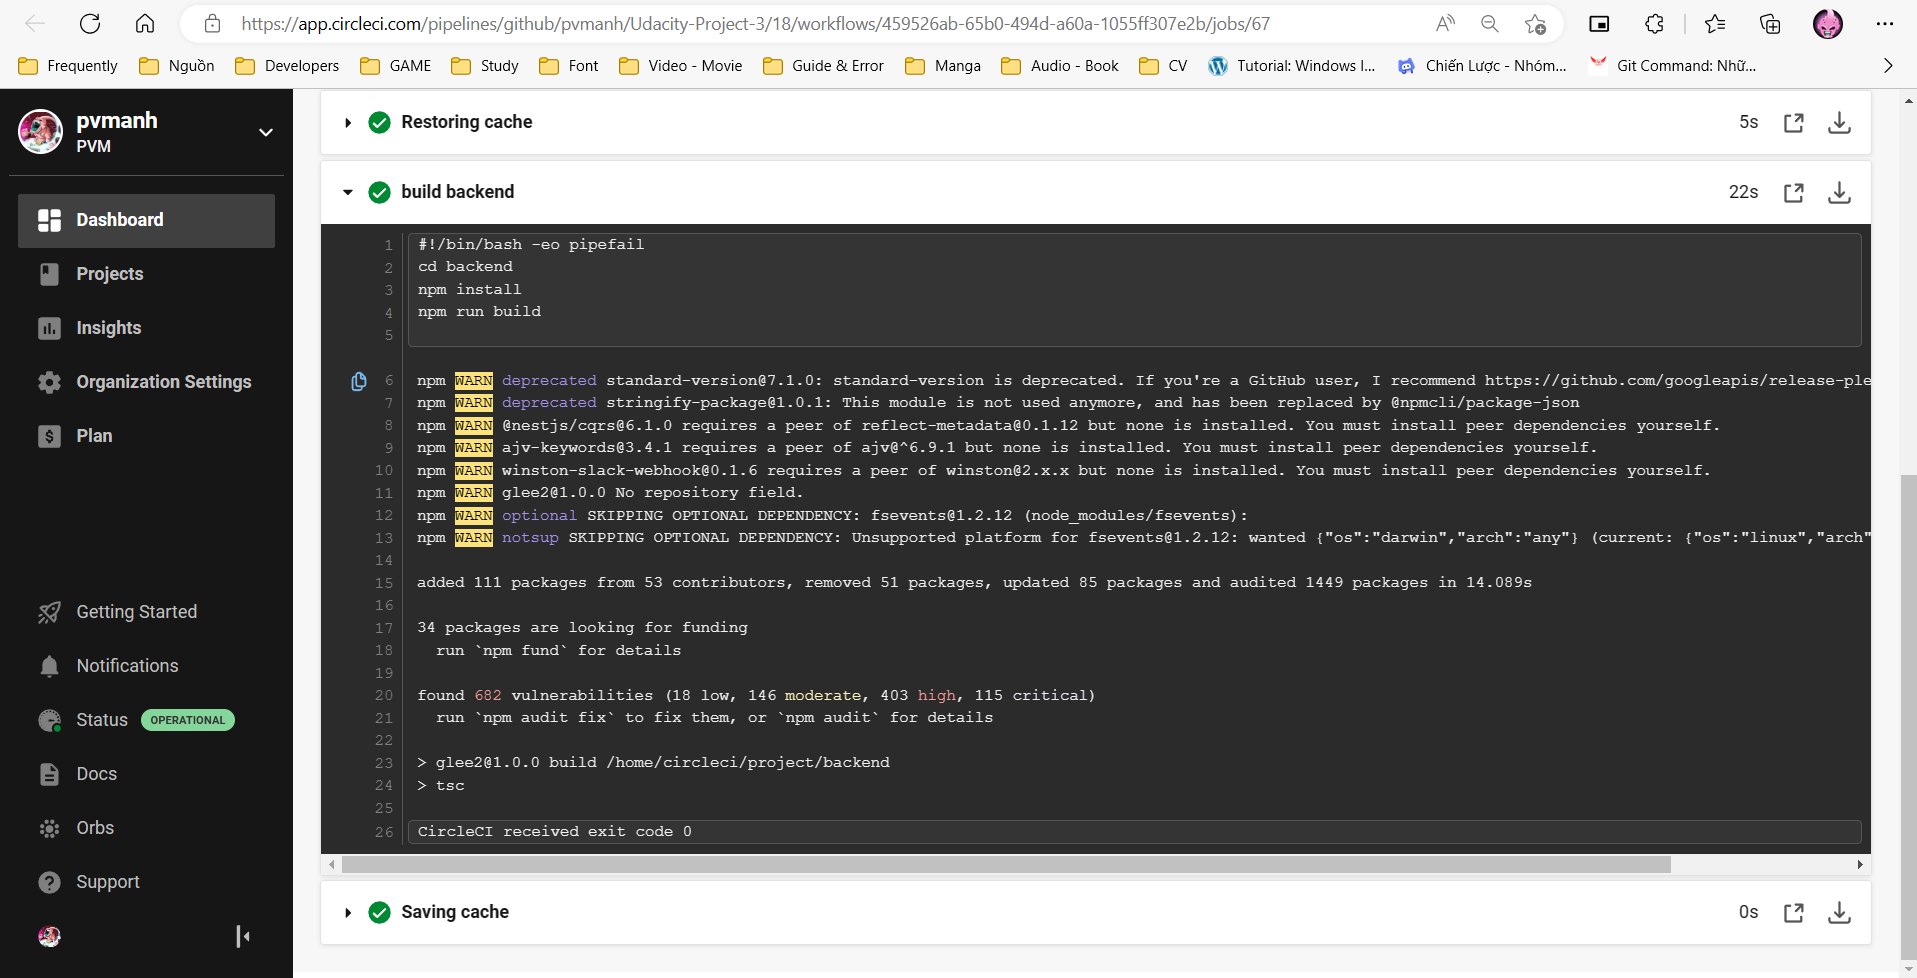 https://app.circleci.com/pipelines/github/pvmanh/Udacity-Project-3/18/workflows/459526ab-65b0-494d-a60a-1055ff307e2b/jobs/67
Frequently Nguồn Developers GAME Study Font Video - Movie Guide & Error Manga Audio - Book CV Tutorial: Windows I... Chiến Lược - Nhóm... Git Command: Nhữ...
pvmanh
PVM
Dashboard
Projects
Insights
Organization Settings
Plan
Getting Started
Notifications
Status OPERATIONAL
Docs
Orbs
Support
Restoring cache 5s
build backend 22s
1 #!/bin/bash -eo pipefail
2 cd backend
3 npm install
4 npm run build
5
6 npm WARN deprecated standard-version@7.1.0: standard-version is deprecated. If you're a GitHub user, I recommend https://github.com/googleapis/release-ple
7 npm WARN deprecated stringify-package@1.0.1: This module is not used anymore, and has been replaced by @npmcli/package-json
8 npm WARN @nestjs/cqrs@6.1.0 requires a peer of reflect-metadata@0.1.12 but none is installed. You must install peer dependencies yourself.
9 npm WARN ajv-keywords@3.4.1 requires a peer of ajv@^6.9.1 but none is installed. You must install peer dependencies yourself.
10 npm WARN winston-slack-webhook@0.1.6 requires a peer of winston@2.x.x but none is installed. You must install peer dependencies yourself.
11 npm WARN glee2@1.0.0 No repository field.
12 npm WARN optional SKIPPING OPTIONAL DEPENDENCY: fsevents@1.2.12 (node_modules/fsevents):
13 npm WARN notsup SKIPPING OPTIONAL DEPENDENCY: Unsupported platform for fsevents@1.2.12: wanted {"os":"darwin","arch":"any"} (current: {"os":"linux","arch"
14
15 added 111 packages from 53 contributors, removed 51 packages, updated 85 packages and audited 1449 packages in 14.089s
16
17 34 packages are looking for funding
18 run `npm fund` for details
19
20 found 682 vulnerabilities (18 low, 146 moderate, 403 high, 115 critical)
21 run `npm audit fix` to fix them, or `npm audit` for details
22
23 > glee2@1.0.0 build /home/circleci/project/backend
24 > tsc
25
26 CircleCI received exit code 0
Saving cache 0s